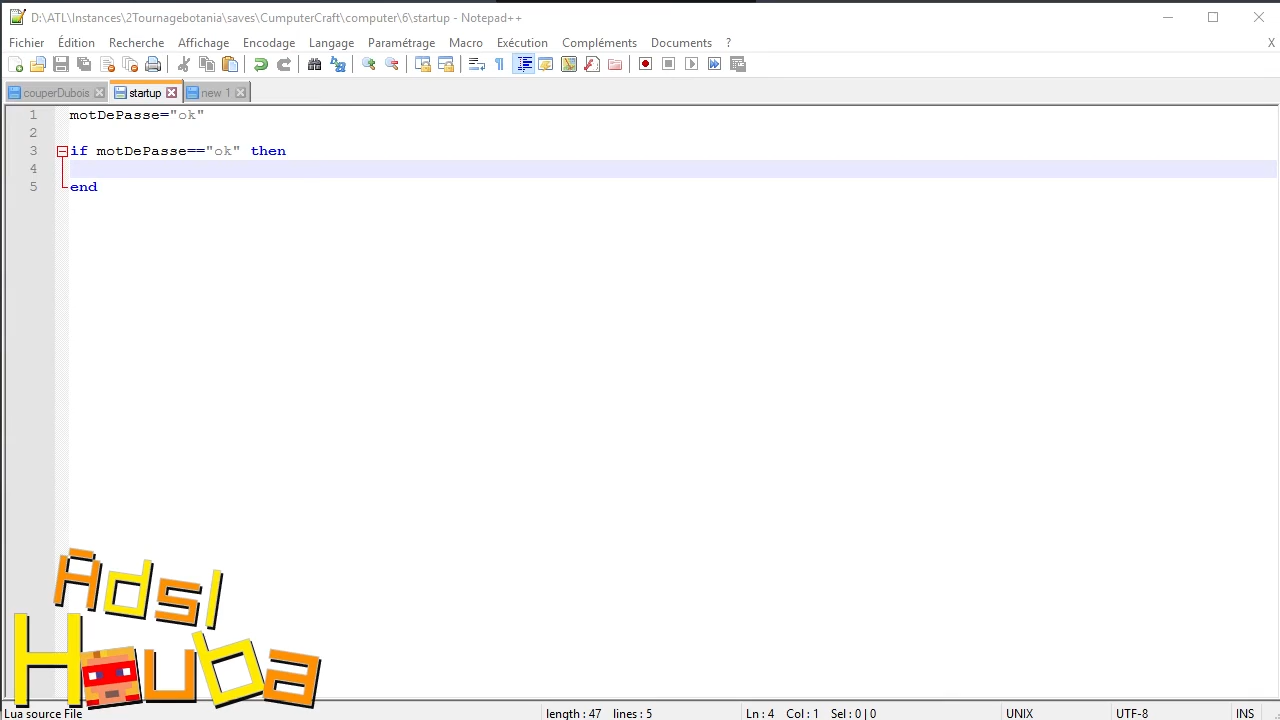 D:\ATL\Instances\2Tournagebotania\saves\CumputerCraft\computer\6\startup - Notepad++
Fichier Édition Recherche Affichage Encodage Langage Paramétrage Macro Exécution Compléments Documents ? X
couperDubois startup new 1
1 motDePasse="ok"
2
3 if motDePasse=="ok" then
4
5 end
Adsl
Houba
Lua source File length : 47 lines : 5 Ln : 4 Col : 1 Sel : 0 | 0 UNIX UTF-8 INS